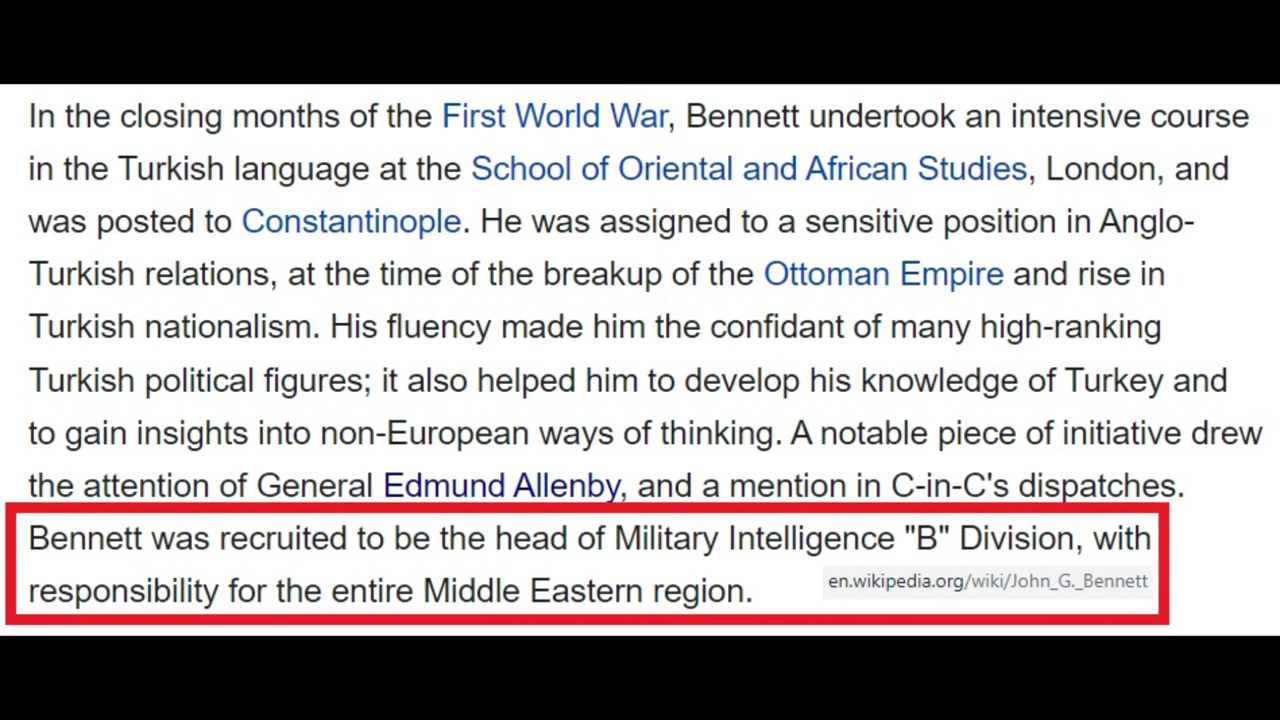 In the closing months of the First World War, Bennett undertook an intensive course
in the Turkish language at the School of Oriental and African Studies, London, and
was posted to Constantinople. He was assigned to a sensitive position in Anglo-
Turkish relations, at the time of the breakup of the Ottoman Empire and rise in
Turkish nationalism. His fluency made him the confidant of many high-ranking
Turkish political figures; it also helped him to develop his knowledge of Turkey and
to gain insights into non-European ways of thinking. A notable piece of initiative drew
the attention of General Edmund Allenby, and a mention in C-in-C's dispatches.
Bennett was recruited to be the head of Military Intelligence "B" Division, with
responsibility for the entire Middle Eastern region.
en.wikipedia.org/wiki/John_G._Bennett